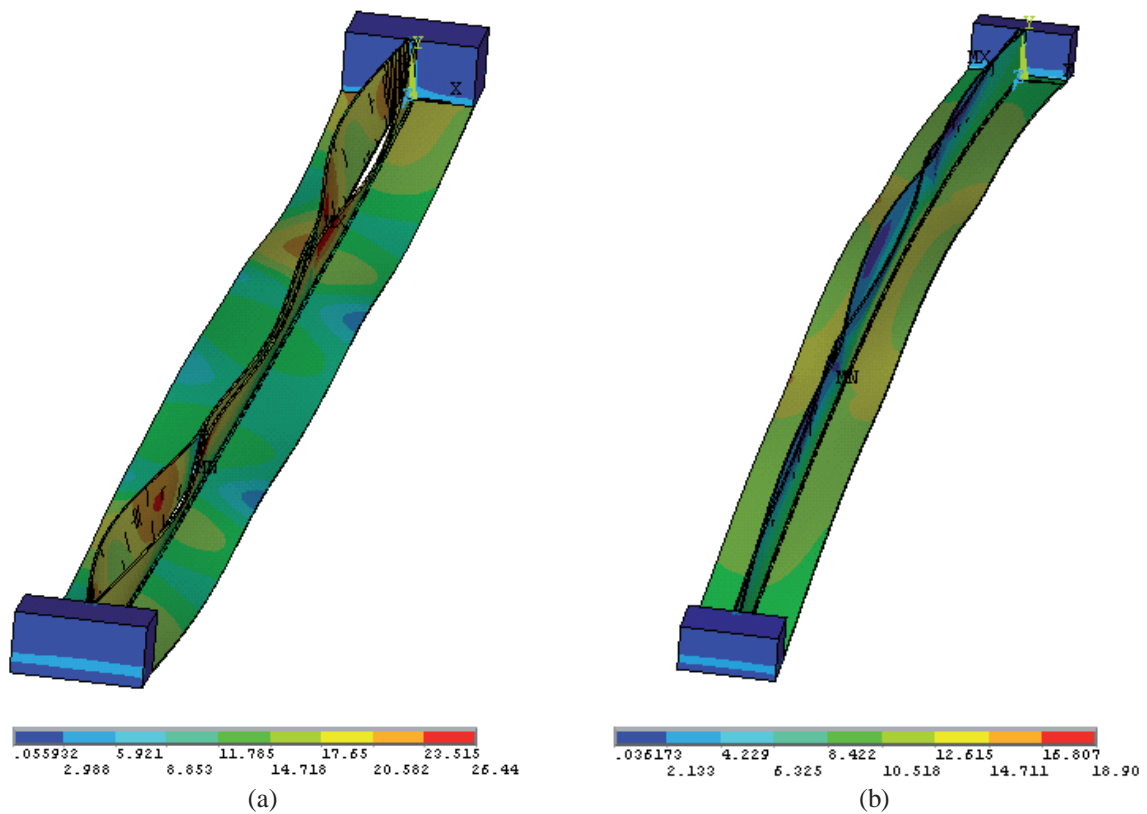 Y
X
MN
MX
Y
MN
.055932 5.921 11.785 17.65 23.515
2.988 8.853 14.718 20.582 26.44
.036173 4.229 8.422 12.615 16.807
2.133 6.325 10.518 14.711 18.90
(a) (b)